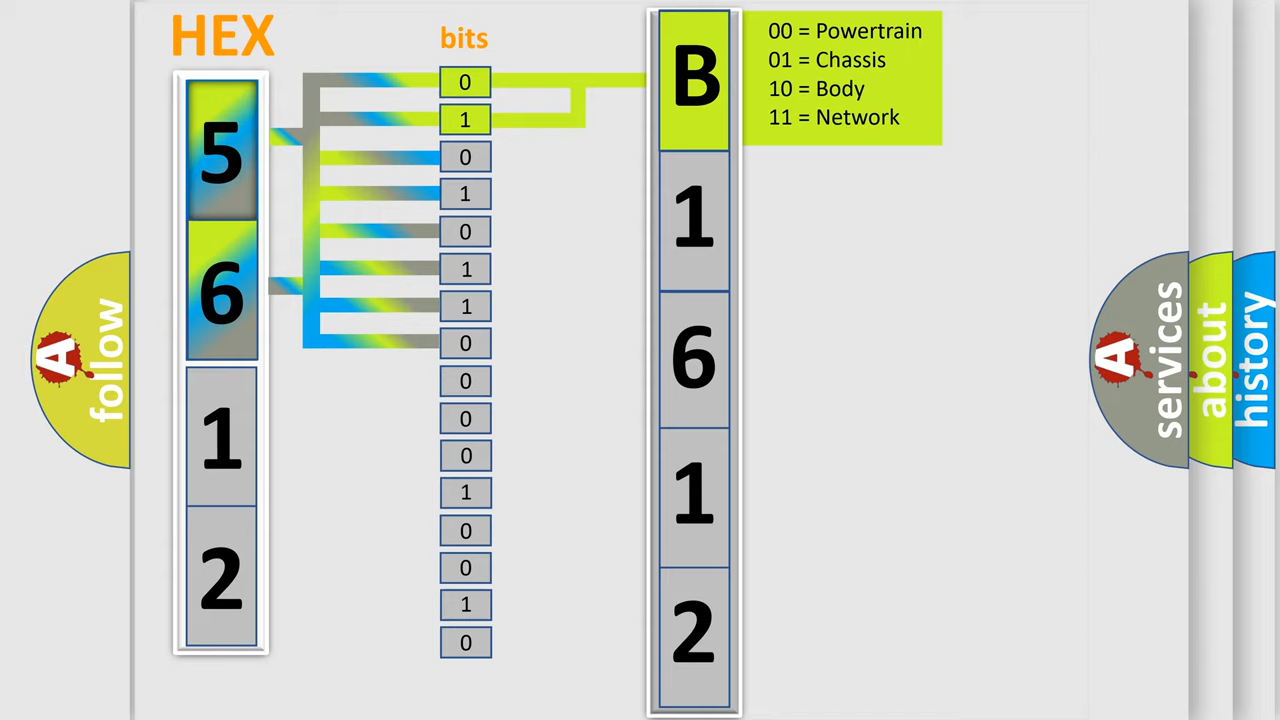 HEX
bits
5
6
1
2
0
1
0
1
0
1
1
0
0
0
0
1
0
0
1
0
B
1
6
1
2
00 = Powertrain
01 = Chassis
10 = Body
11 = Network
A
follow
A
services
about
history